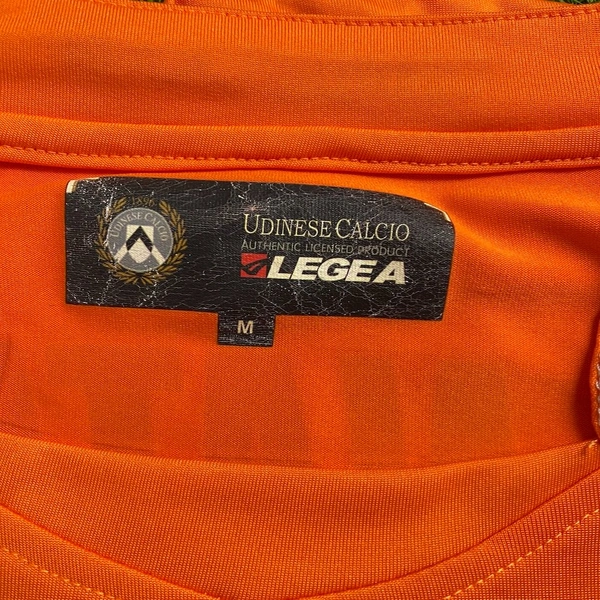 1896
UDINESE CALCIO
UDINESE CALCIO
AUTHENTIC LICENSED PRODUCT
LEGEA
M